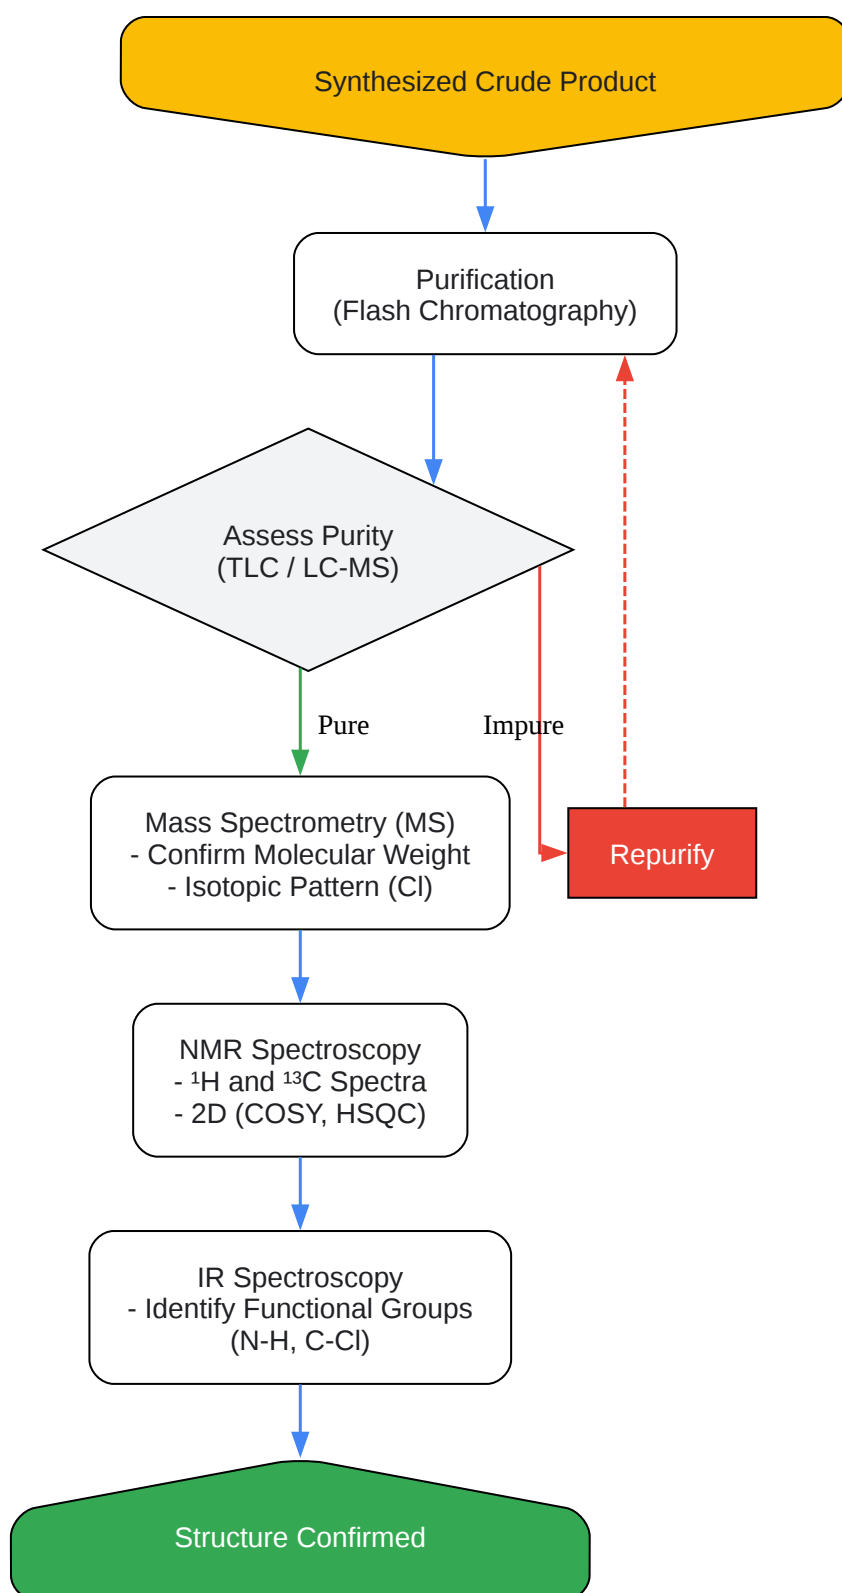 Synthesized Crude Product
Purification
(Flash Chromatography)
Assess Purity
(TLC / LC-MS)
Pure
Impure
Mass Spectrometry (MS)
- Confirm Molecular Weight
- Isotopic Pattern (Cl)
Repurify
NMR Spectroscopy
- ¹H and ¹³C Spectra
- 2D (COSY, HSQC)
IR Spectroscopy
- Identify Functional Groups
(N-H, C-Cl)
Structure Confirmed